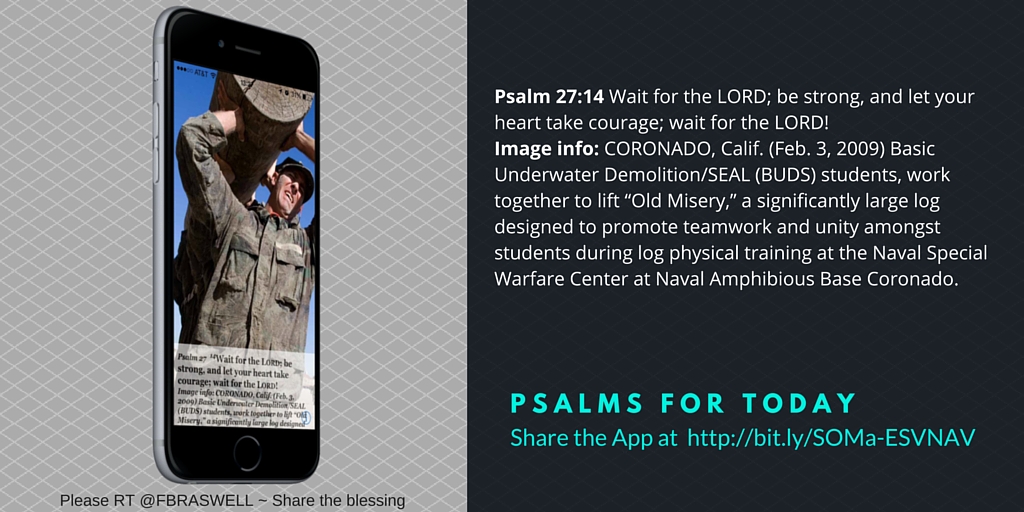 AT&T
Psalm 27 14Wait for the LORD; be
strong, and let your heart take
courage; wait for the LORD!
Image info: CORONADO, Calif. (Feb. 3,
2009) Basic Underwater Demolition/SEAL
(BUDS) students, work together to lift “Old
Misery,” a significantly large log designed
Please RT @FBRASWELL ~ Share the blessing
Psalm 27:14 Wait for the LORD; be strong, and let your
heart take courage; wait for the LORD!
Image info: CORONADO, Calif. (Feb. 3, 2009) Basic
Underwater Demolition/SEAL (BUDS) students, work
together to lift “Old Misery,” a significantly large log
designed to promote teamwork and unity amongst
students during log physical training at the Naval Special
Warfare Center at Naval Amphibious Base Coronado.
PSALMS FOR TODAY
Share the App at http://bit.ly/SOMa-ESVNAV